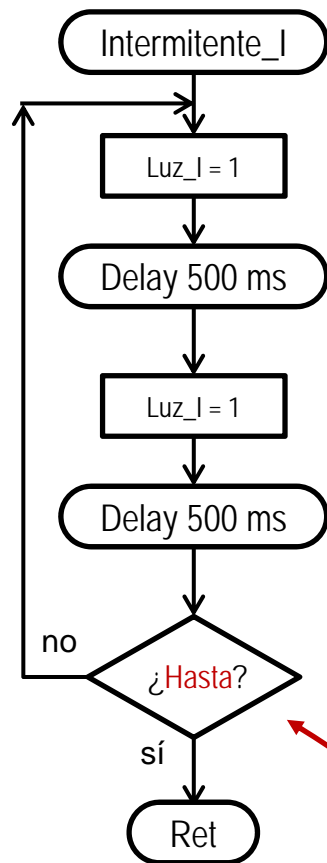 Intermitente_I
Luz_I = 1
Delay 500 ms
Luz_I = 1
Delay 500 ms
no
¿Hasta?
sí
Ret